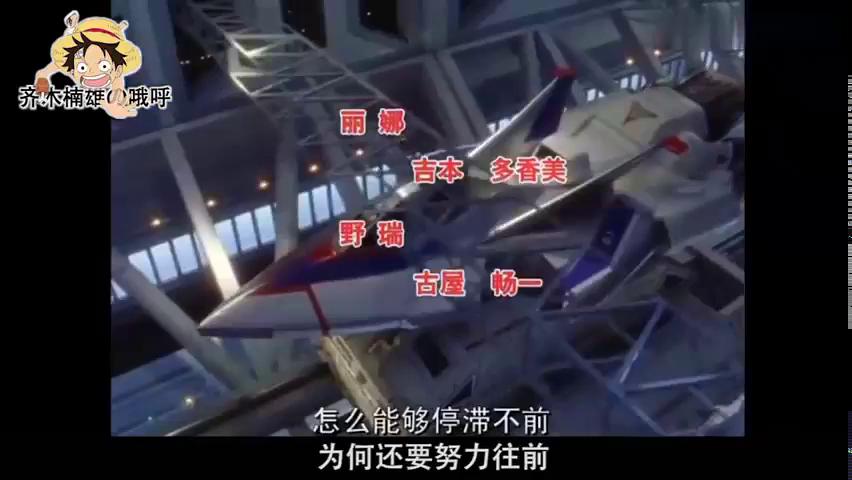 齐木楠雄の哦呼
丽 娜
吉本 多香美
野 瑞
古屋 畅一
怎么能够停滞不前
为何还要努力往前